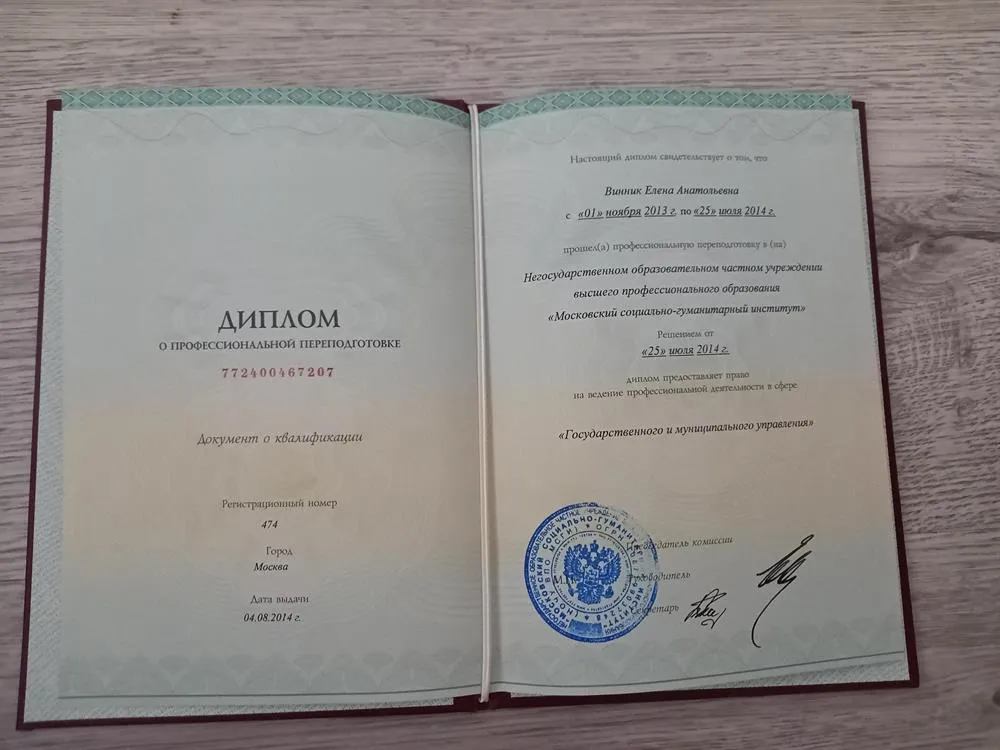 ДИПЛОМ
О ПРОФЕССИОНАЛЬНОЙ ПЕРЕПОДГОТОВКЕ
772400467207
Документ о квалификации
Регистрационный номер
474
Город
Москва
Дата выдачи
04.08.2014 г.
Настоящий диплом свидетельствует о том, что
Винник Елена Анатольевна
с «01» ноября 2013 г. по «25» июля 2014 г.
прошел(а) профессиональную переподготовку в (на)
Негосударственном образовательном частном учреждении
высшего профессионального образования
«Московский социально-гуманитарный институт»
Решением от
«25» июля 2014 г.
диплом предоставляет право
на ведение профессиональной деятельности в сфере
«Государственного и муниципального управления»
Председатель комиссии
Руководитель
Секретарь